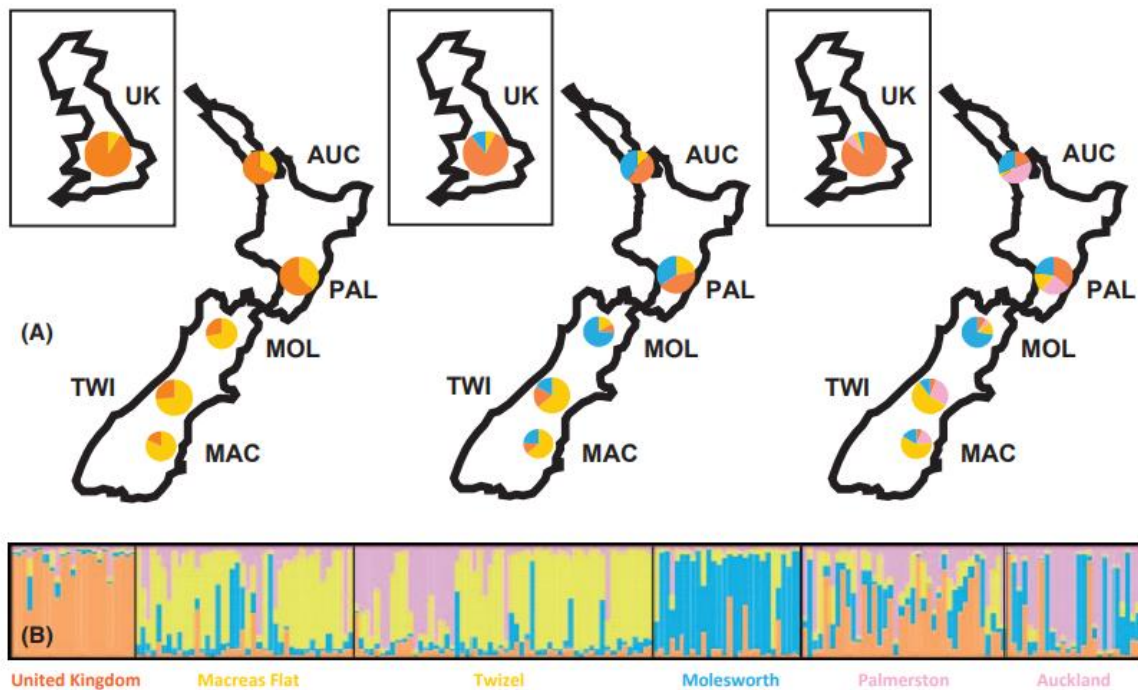 UK
AUC
PAL
MOL
TWI
MAC
UK
AUC
PAL
MOL
TWI
MAC
UK
AUC
PAL
MOL
TWI
MAC
(A)
(B)
United Kingdom Macreas Flat Twizel Molesworth Palmerston Auckland